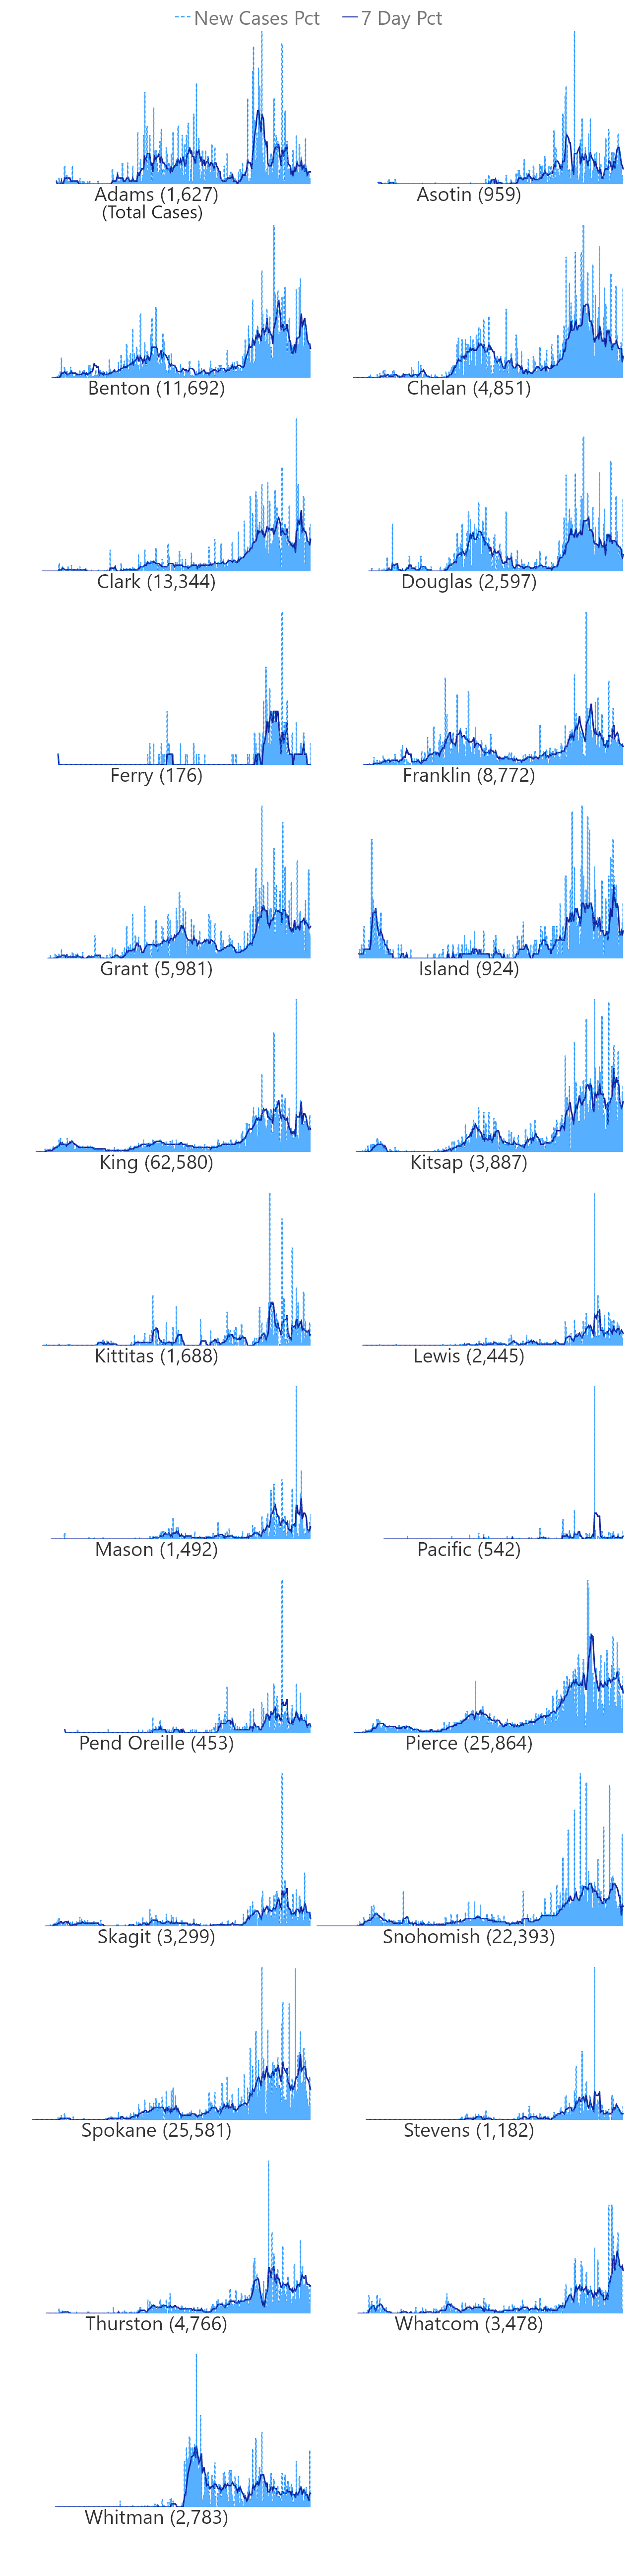 New Cases Pct 7 Day Pct
Adams (1,627)
(Total Cases)
Asotin (959)
Benton (11,692)
Chelan (4,851)
Clark (13,344)
Douglas (2,597)
Ferry (176)
Franklin (8,772)
Grant (5,981)
Island (924)
King (62,580)
Kitsap (3,887)
Kittitas (1,688)
Lewis (2,445)
Mason (1,492)
Pacific (542)
Pend Oreille (453)
Pierce (25,864)
Skagit (3,299)
Snohomish (22,393)
Spokane (25,581)
Stevens (1,182)
Thurston (4,766)
Whatcom (3,478)
Whitman (2,783)